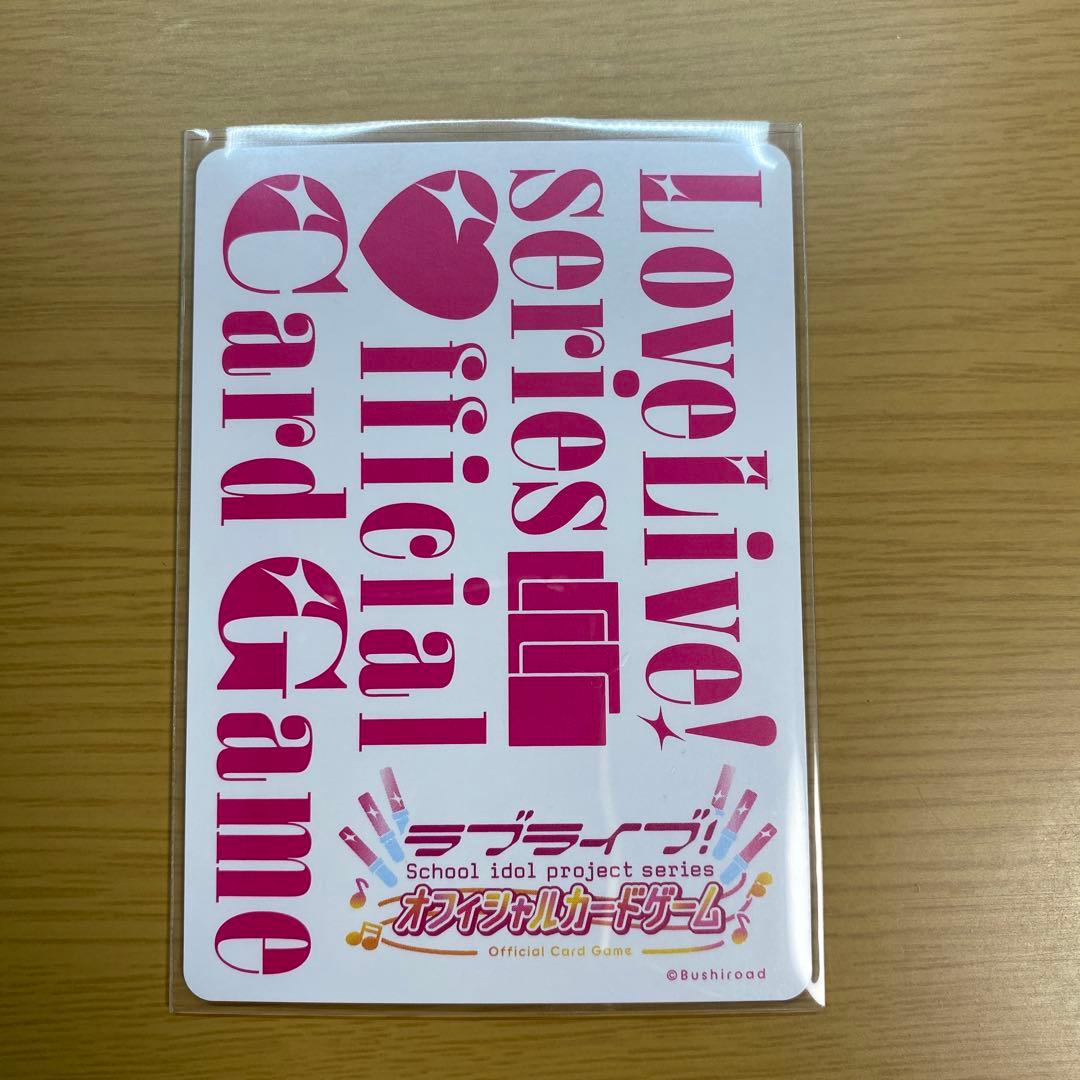 LoveLive!
series
♥fficial
Card Game
ラブライブ!
School idol project series
オフィシャルカードゲーム
Official Card Game
©Bushiroad